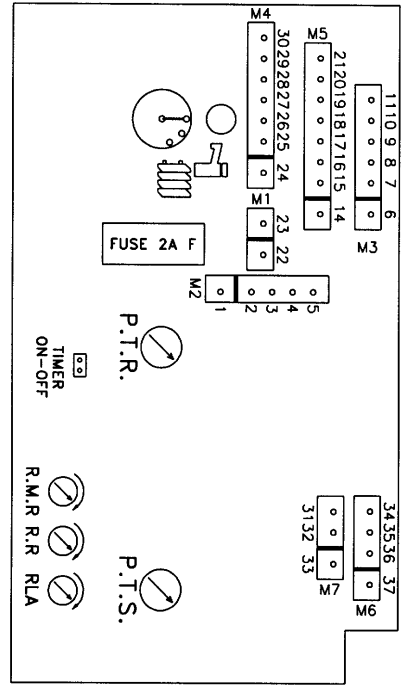 M4
30 29 28 27 26 25 24
M5
21 20 19 18 17 16 15 14
11 10 9 8 7 6
M3
M1
23 22
FUSE 2A F
M2
1 2 3 4 5
P.T.R.
TIMER
ON-OFF
R.M.R
R.R
RLA
P.T.S.
31 32 33
M7
34 35 36 37
M6